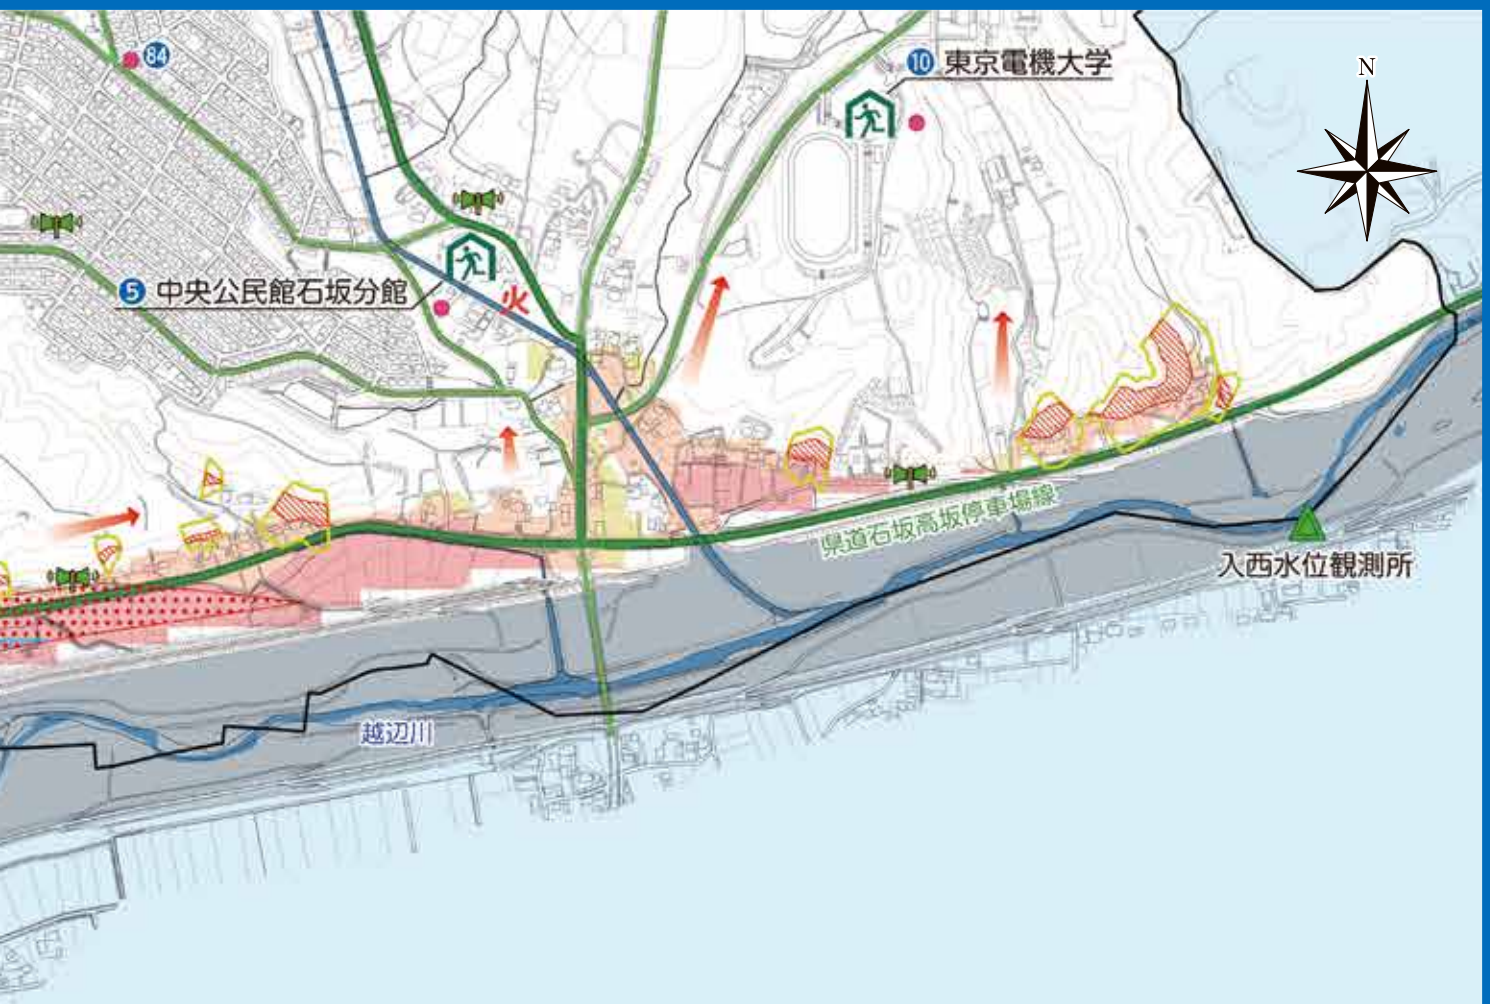 84
10 東京電機大学
N
5 中央公民館石坂分館
火
県道石坂高坂停車場線
入西水位観測所
越辺川